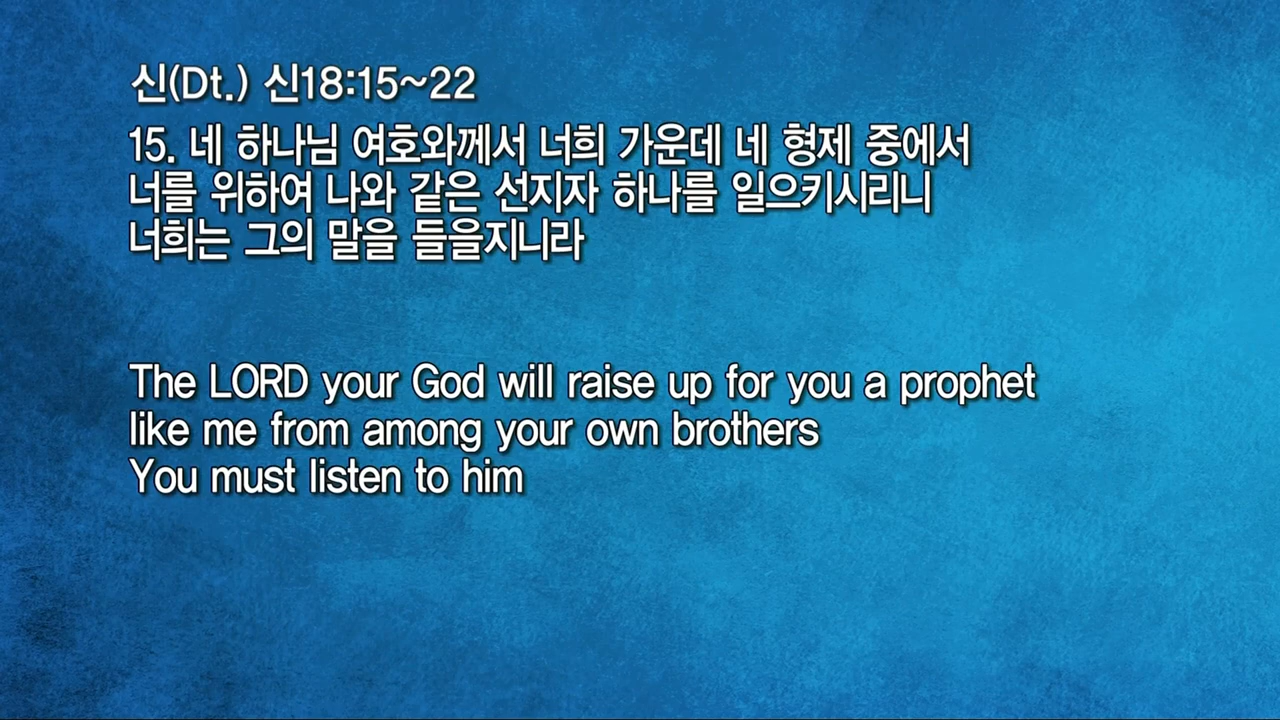 신(Dt.) 신18:15~22
15. 네 하나님 여호와께서 너희 가운데 네 형제 중에서
너를 위하여 나와 같은 선지자 하나를 일으키시리니
너희는 그의 말을 들을지니라
The LORD your God will raise up for you a prophet
like me from among your own brothers
You must listen to him